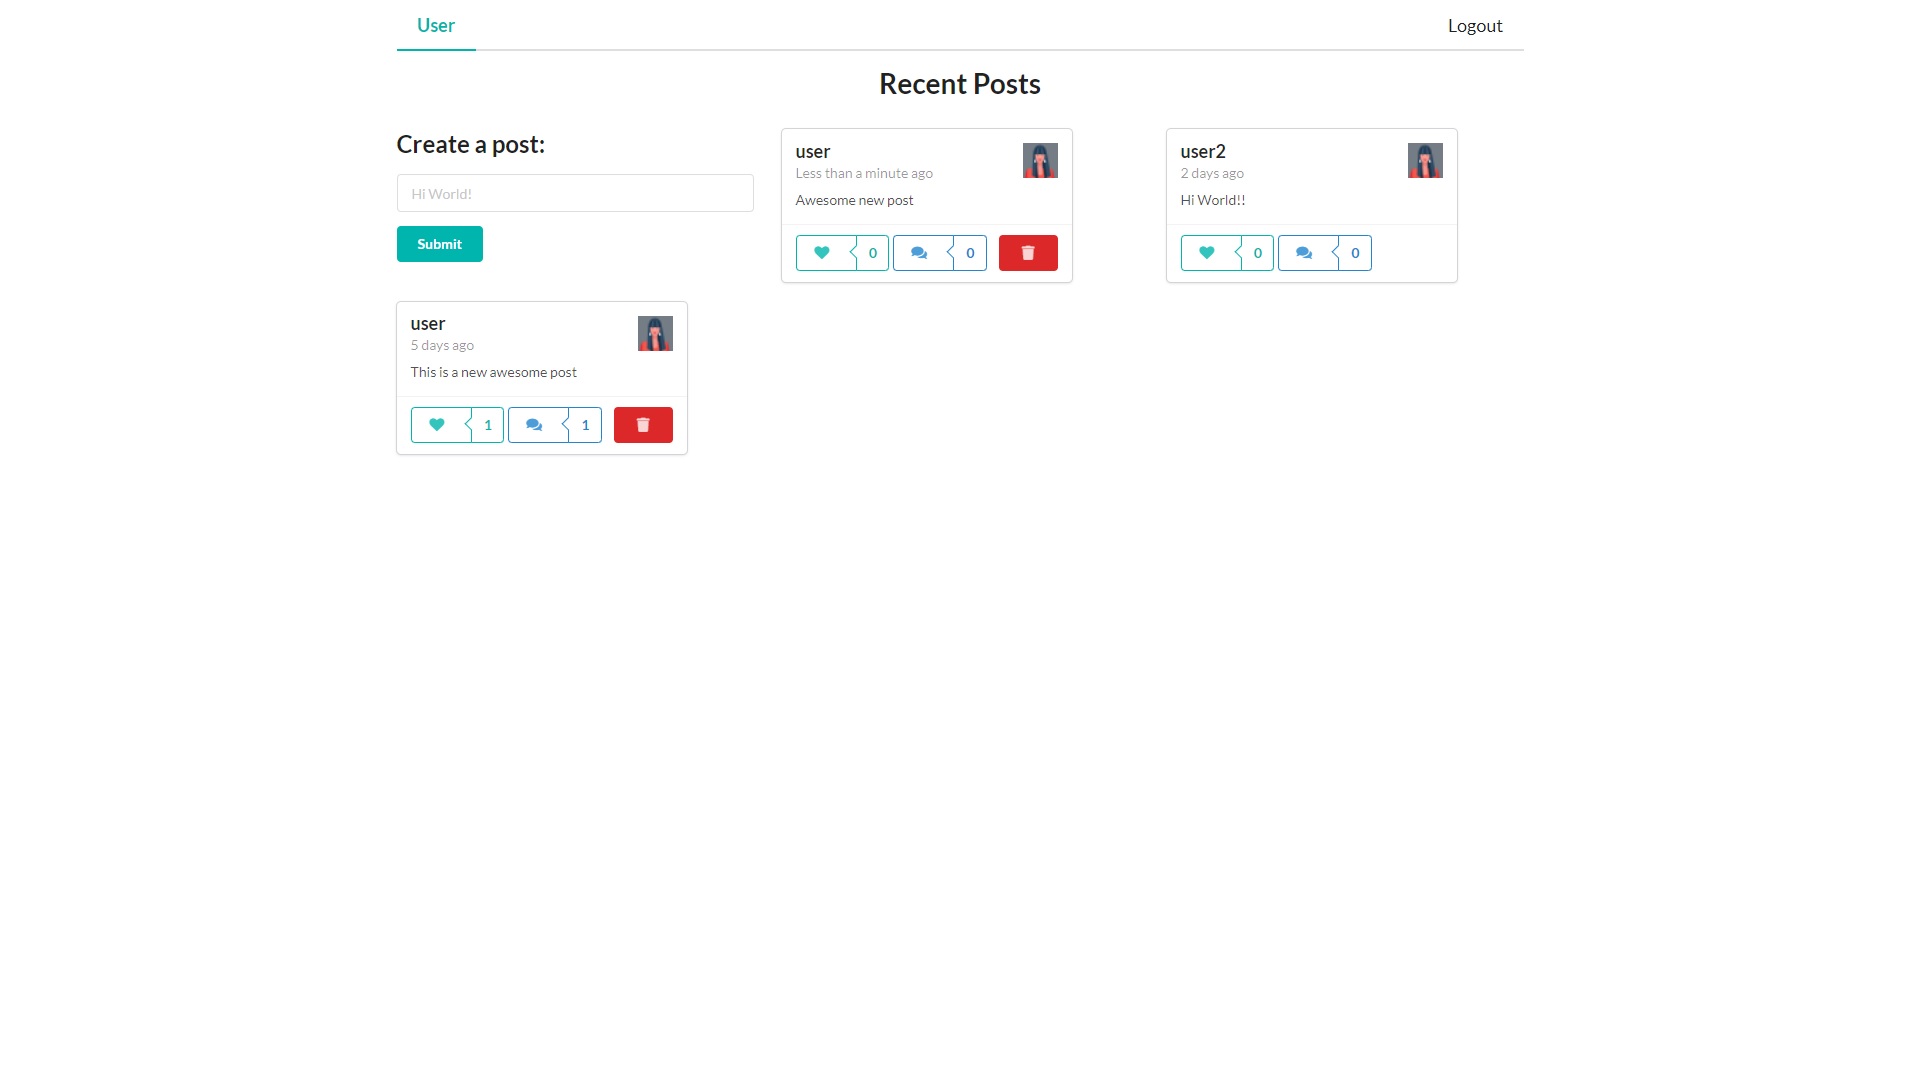 User
Logout
Recent Posts
Create a post:
Hi World!
Submit
user
Less than a minute ago
Awesome new post
0
0
user2
2 days ago
Hi World!!
0
0
user
5 days ago
This is a new awesome post
1
1